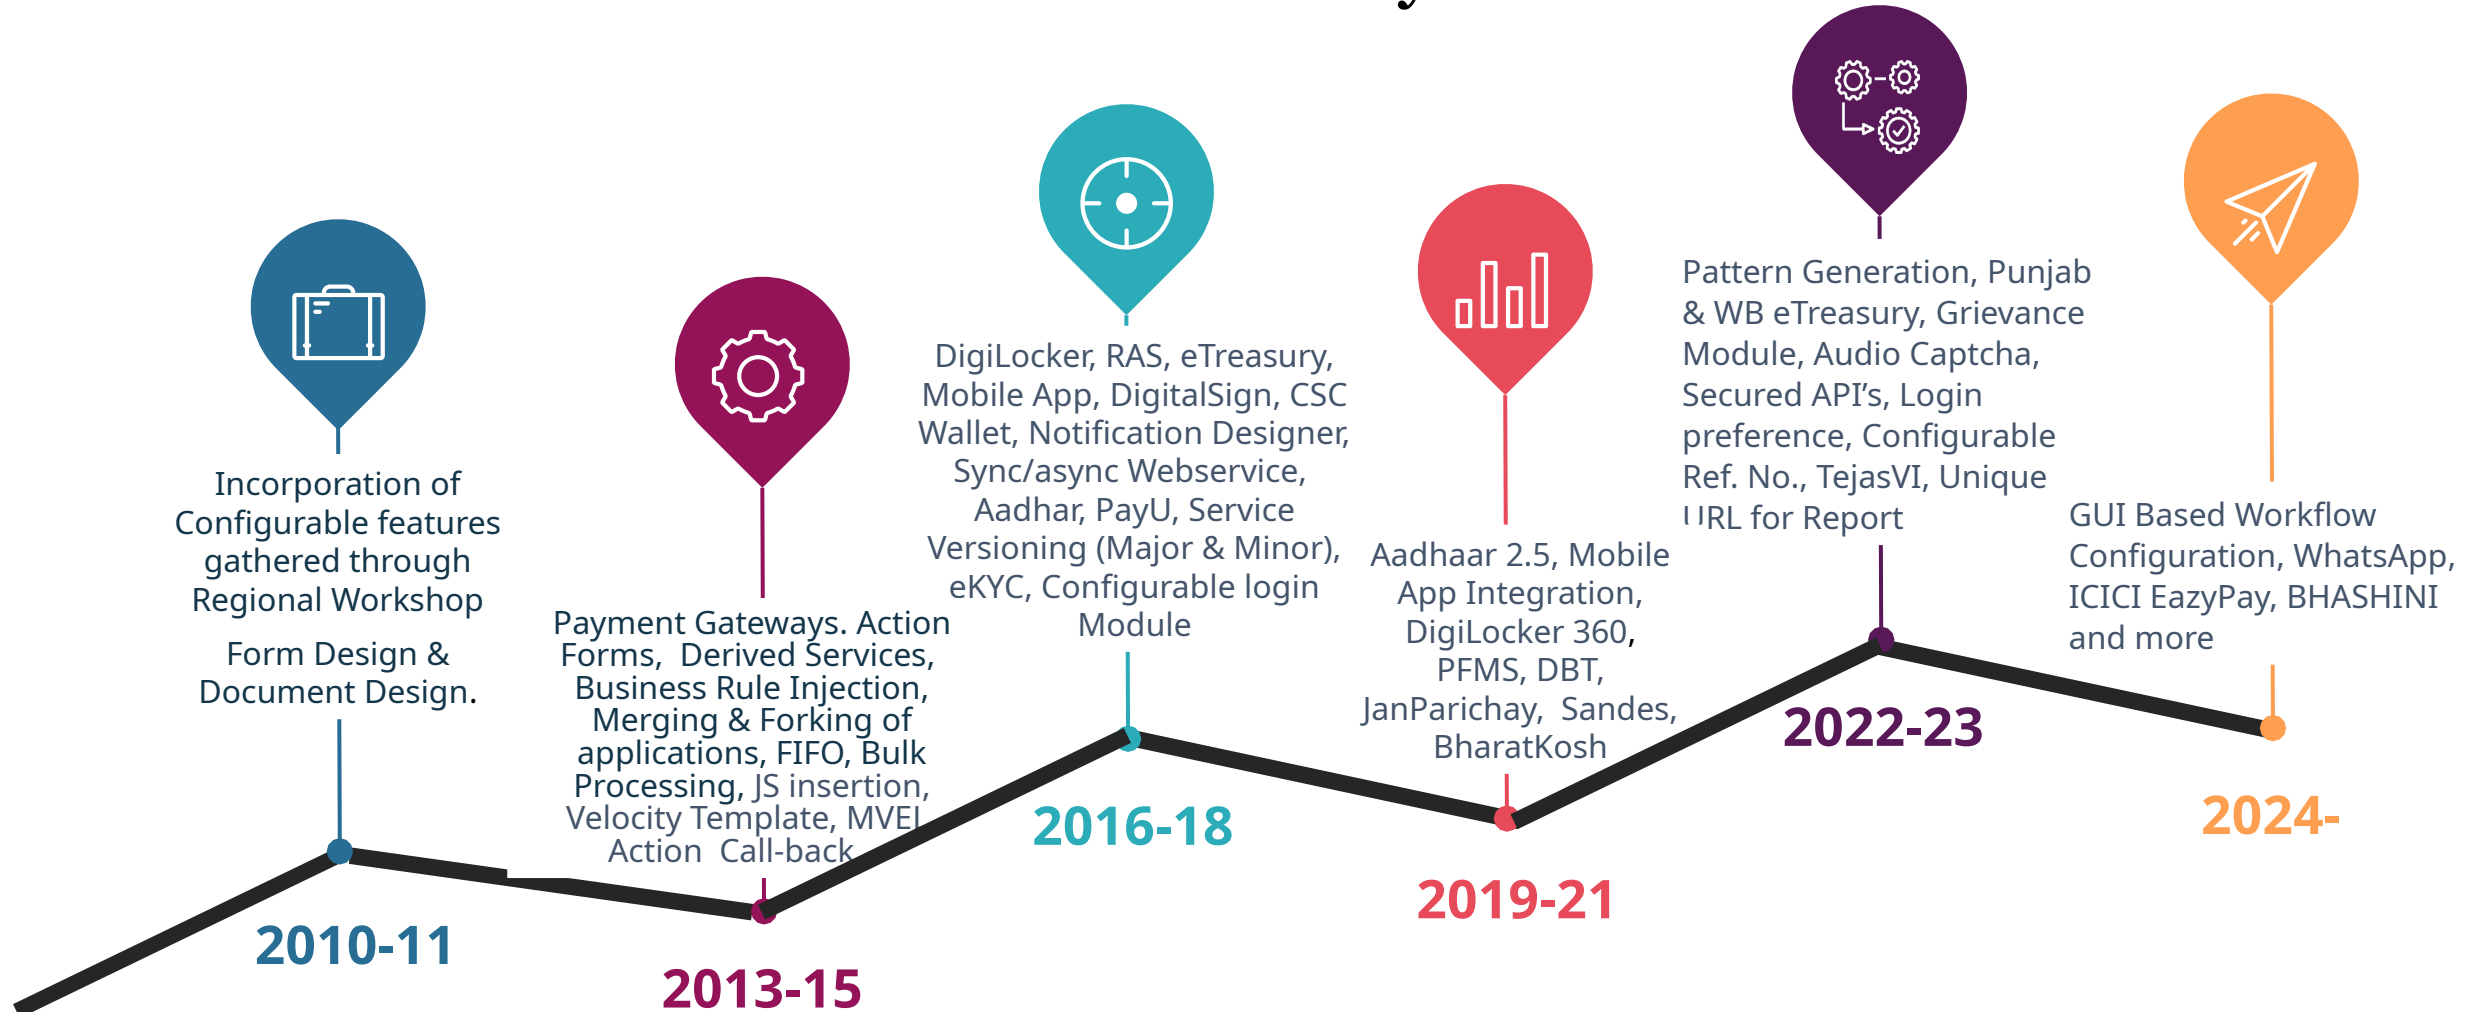 Incorporation of
Configurable features
gathered through
Regional Workshop
Form Design &
Document Design.
2010-11
Payment Gateways. Action
Forms, Derived Services,
Business Rule Injection,
Merging & Forking of
applications, FIFO, Bulk
Processing, JS insertion,
Velocity Template, MVEL
Action Call-back
2013-15
DigiLocker, RAS, eTreasury,
Mobile App, DigitalSign, CSC
Wallet, Notification Designer,
Sync/async Webservice,
Aadhar, PayU, Service
Versioning (Major & Minor),
eKYC, Configurable login
Module
2016-18
Aadhaar 2.5, Mobile
App Integration,
DigiLocker 360,
PFMS, DBT,
JanParichay, Sandes,
BharatKosh
2019-21
Pattern Generation, Punjab
& WB eTreasury, Grievance
Module, Audio Captcha,
Secured API’s, Login
preference, Configurable
Ref. No., TejasVI, Unique
URL for Report
2022-23
GUI Based Workflow
Configuration, WhatsApp,
ICICI EazyPay, BHASHINI
and more
2024-